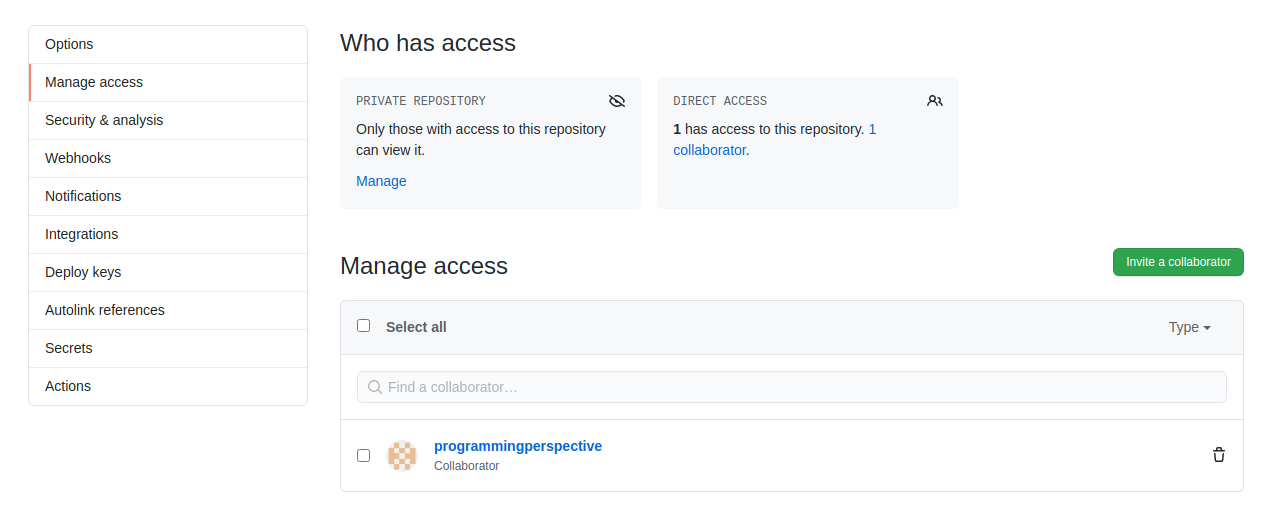 Options
Manage access
Security & analysis
Webhooks
Notifications
Integrations
Deploy keys
Autolink references
Secrets
Actions
Who has access
PRIVATE REPOSITORY
Only those with access to this repository
can view it.
Manage
DIRECT ACCESS
1 has access to this repository. 1
collaborator.
Manage access
Invite a collaborator
Select all
Type
Find a collaborator…
programmingperspective
Collaborator